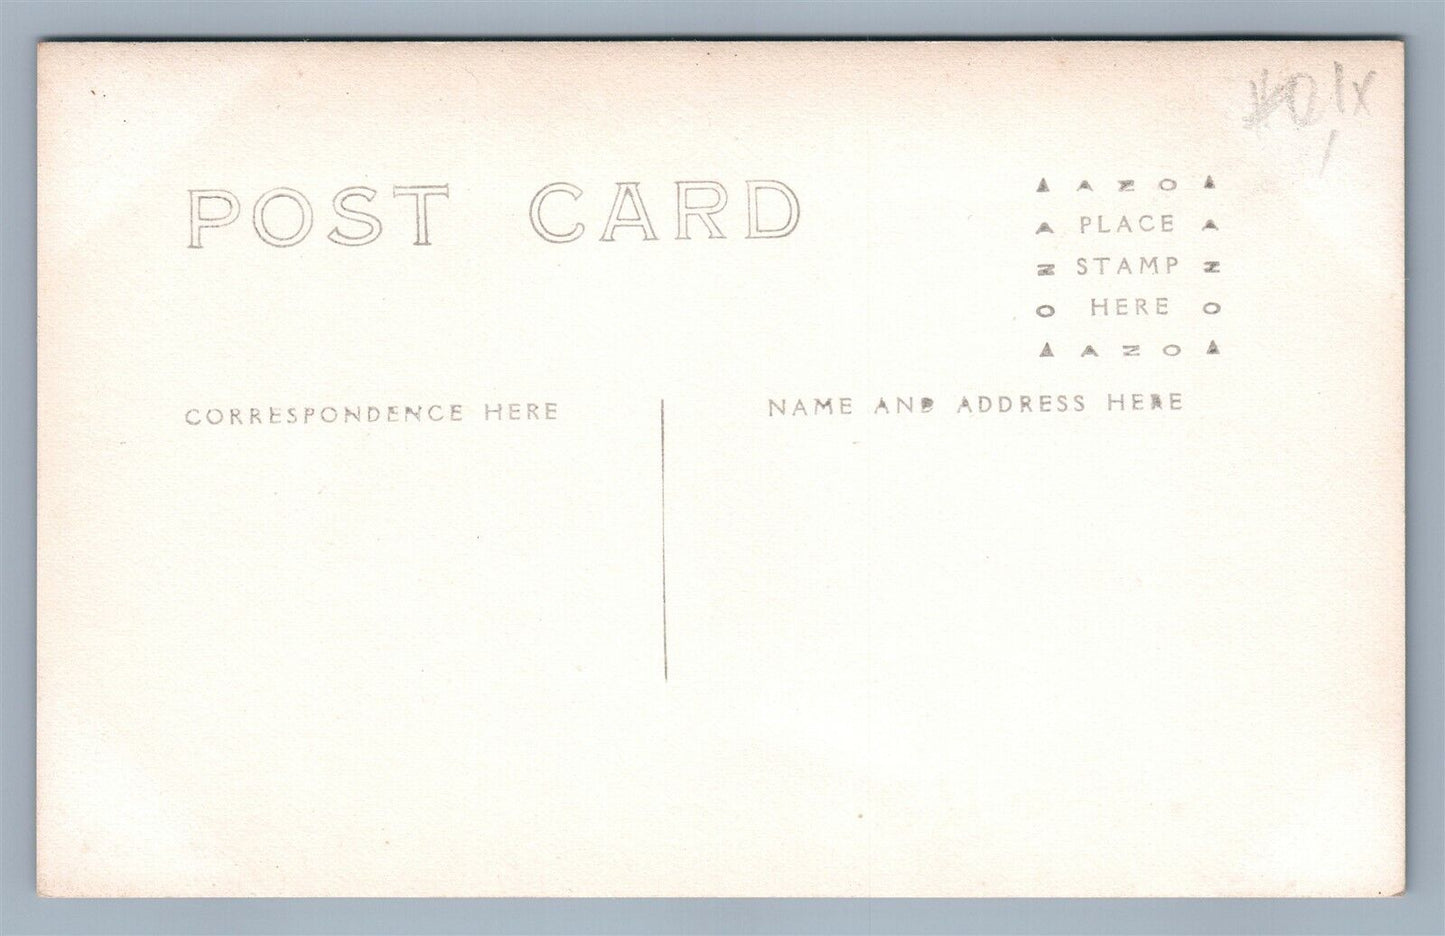 POST CARD
AZO
A PLACE A
Z STAMP Z
O HERE O
AZO
CORRESPONDENCE HERE
NAME AND ADDRESS HERE